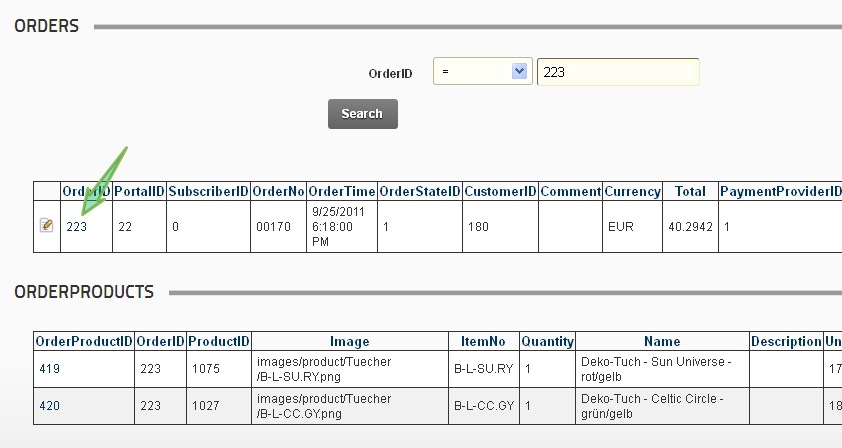 ORDERS
OrderID = 223
Search
OrderID PortalID SubscriberID OrderNo OrderTime OrderStateID CustomerID Comment Currency Total PaymentProviderID
223 22 0 00170 9/25/2011 6:18:00 PM 1 180 EUR 40.2942 1
ORDERPRODUCTS
OrderProductID OrderID ProductID Image ItemNo Quantity Name Description
419 223 1075 images/product/Tuecher /B-L-SU.RY.png B-L-SU.RY 1 Deko-Tuch - Sun Universe - rot/gelb 17
420 223 1027 images/product/Tuecher /B-L-CC.GY.png B-L-CC.GY 1 Deko-Tuch - Celtic Circle - grün/gelb 18